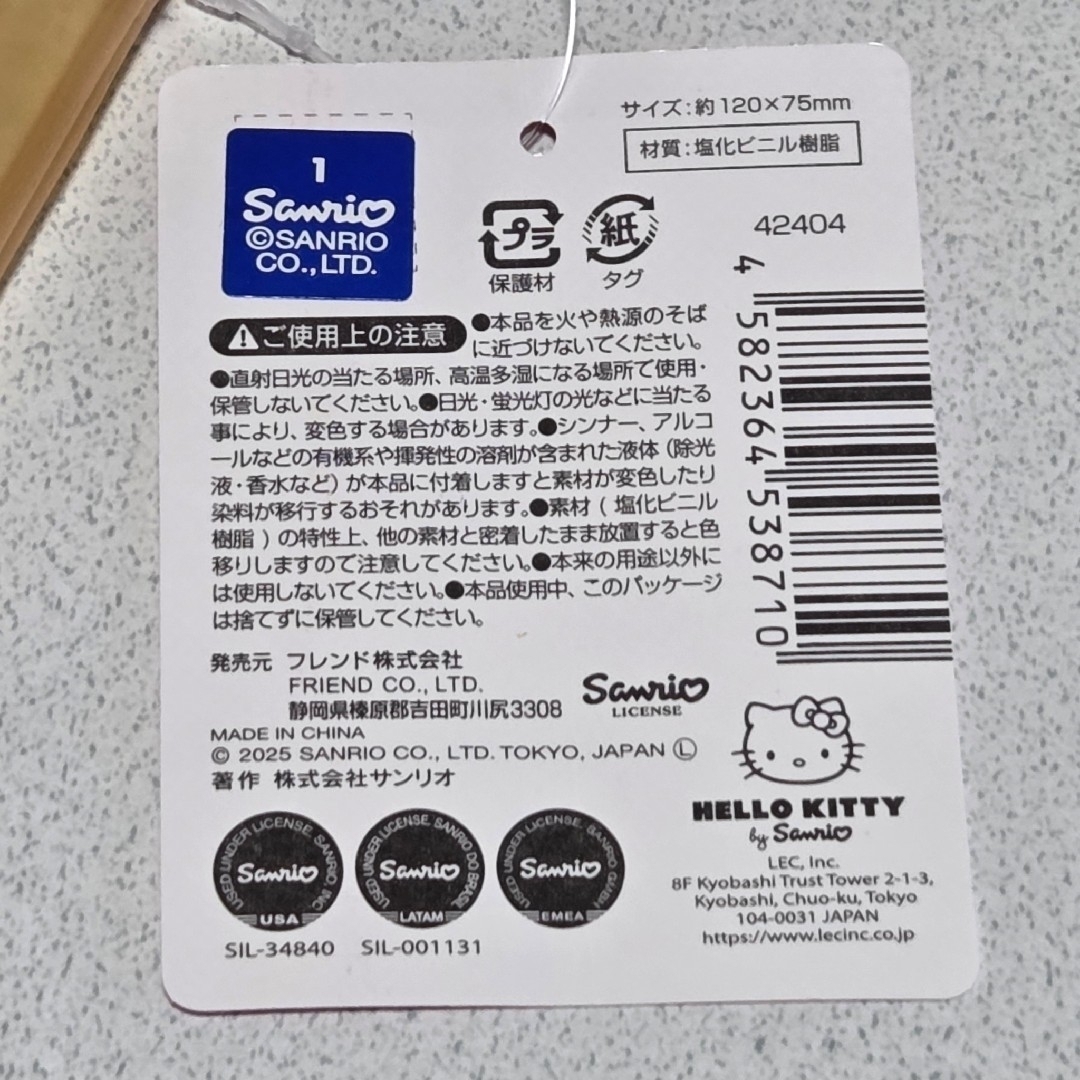 サイズ:約120×75mm
材質:塩化ビニル樹脂
1
Sanrio
©SANRIO
CO.,LTD.
プラ
保護材
紙
タグ
42404
4 582364 538710
ご使用上の注意
●本品を火や熱源のそば
に近づけないでください。
●直射日光の当たる場所、高温多湿になる場所で使用・
保管しないでください。●日光・蛍光灯の光などに当たる
事により、変色する場合があります。●シンナー、アルコ
ールなどの有機系や揮発性の溶剤が含まれた液体(除光
液・香水など)が本品に付着しますと素材が変色したり
染料が移行するおそれがあります。●素材(塩化ビニル
樹脂)の特性上、他の素材と密着したまま放置すると色
移りしますので注意してください。●本来の用途以外に
は使用しないでください。●本品使用中、このパッケージ
は捨てずに保管してください。
発売元 フレンド株式会社
FRIEND CO., LTD.
静岡県榛原郡吉田町川尻3308
MADE IN CHINA
© 2025 SANRIO CO., LTD. TOKYO, JAPAN Ⓛ
著作 株式会社サンリオ
Sanrio
LICENSE
USED UNDER LICENSE. SANRIO, INC
Sanrio
USA
SIL-34840
USED UNDER LICENSE. SANRIO DO BRASIL
Sanrio
LATAM
SIL-001131
USED UNDER LICENSE. SANRIO GMBH
Sanrio
EMEA
HELLO KITTY
by Sanrio
LEC, Inc.
8F Kyobashi Trust Tower 2-1-3,
Kyobashi, Chuo-ku, Tokyo
104-0031 JAPAN
https://www.lecinc.co.jp